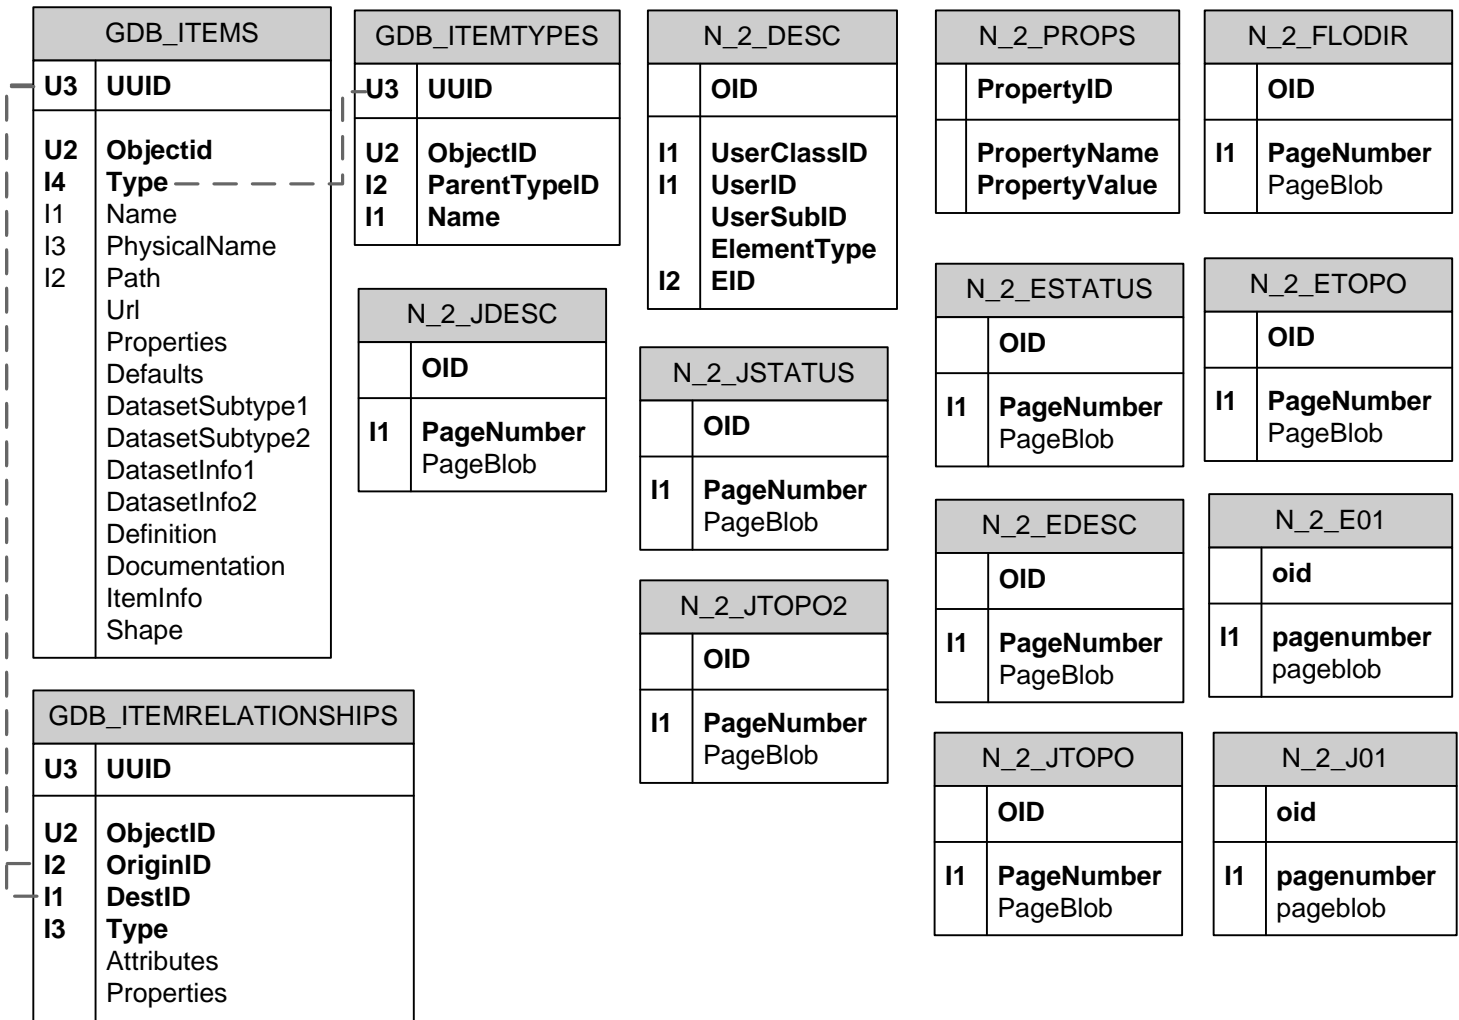 GDB_ITEMS
U3 UUID
U2 Objectid
I4 Type
I1 Name
I3 PhysicalName
I2 Path
Url
Properties
Defaults
DatasetSubtype1
DatasetSubtype2
DatasetInfo1
DatasetInfo2
Definition
Documentation
ItemInfo
Shape
GDB_ITEMTYPES
U3 UUID
U2 ObjectID
I2 ParentTypeID
I1 Name
N_2_DESC
OID
I1 UserClassID
I1 UserID
UserSubID
ElementType
I2 EID
N_2_PROPS
PropertyID
PropertyName
PropertyValue
N_2_FLODIR
OID
I1 PageNumber
PageBlob
N_2_JDESC
OID
I1 PageNumber
PageBlob
N_2_JSTATUS
OID
I1 PageNumber
PageBlob
N_2_ESTATUS
OID
I1 PageNumber
PageBlob
N_2_ETOPO
OID
I1 PageNumber
PageBlob
N_2_EDESC
OID
I1 PageNumber
PageBlob
N_2_E01
oid
I1 pagenumber
pageblob
N_2_JTOPO2
OID
I1 PageNumber
PageBlob
GDB_ITEMRELATIONSHIPS
U3 UUID
U2 ObjectID
I2 OriginID
I1 DestID
I3 Type
Attributes
Properties
N_2_JTOPO
OID
I1 PageNumber
PageBlob
N_2_J01
oid
I1 pagenumber
pageblob